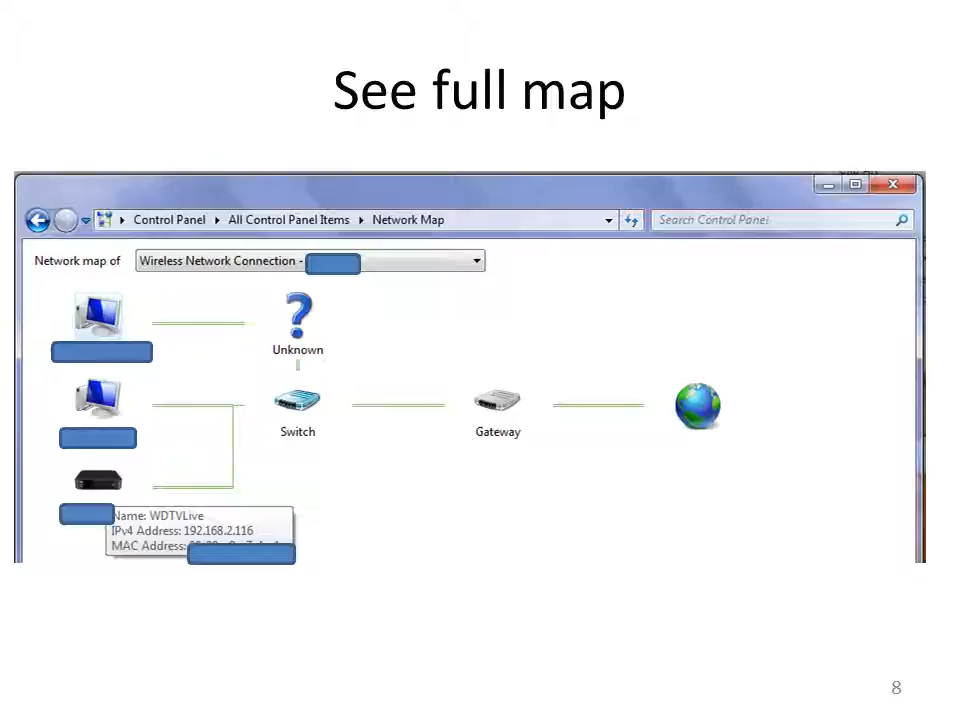 See full map
Control Panel
All Control Panel Items
Network Map
Search Control Panel
Network map of
Wireless Network Connection -
Unknown
Switch
Gateway
Name: WDTVLive
IPv4 Address: 192.168.2.116
MAC Address:
8